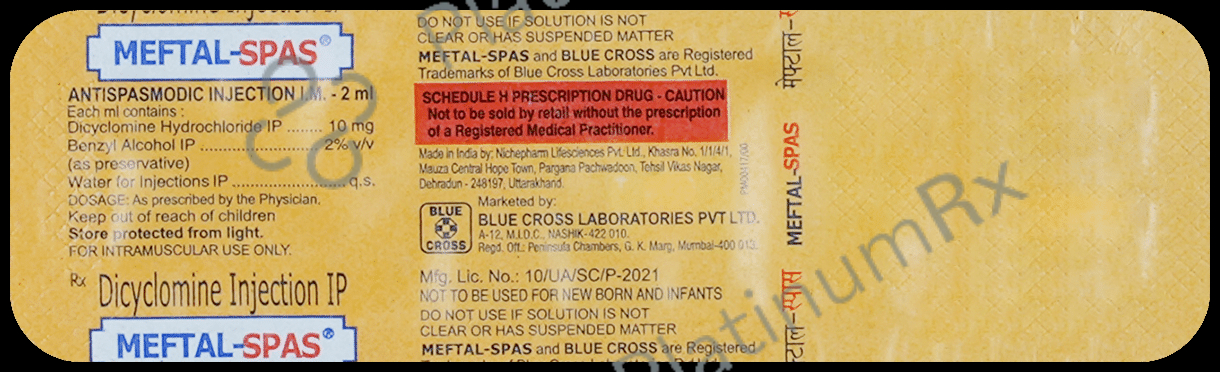 Dicyclomine Injection IP
MEFTAL-SPAS®
ANTISPASMODIC INJECTION I.M. - 2 ml
Each ml contains :
Dicyclomine Hydrochloride IP ........ 10 mg
Benzyl Alcohol IP ........................ 2% v/v
(as preservative)
Water for Injections IP ................... q.s.
DOSAGE: As prescribed by the Physician.
Keep out of reach of children
Store protected from light.
FOR INTRAMUSCULAR USE ONLY.
Rx Dicyclomine Injection IP
MEFTAL-SPAS®
DO NOT USE IF SOLUTION IS NOT
CLEAR OR HAS SUSPENDED MATTER
MEFTAL-SPAS and BLUE CROSS are Registered
Trademarks of Blue Cross Laboratories Pvt Ltd.
SCHEDULE H PRESCRIPTION DRUG - CAUTION
Not to be sold by retail without the prescription
of a Registered Medical Practitioner.
Made in India by: Nichepharm Lifesciences Pvt. Ltd., Khasra No. 1/1/4/1,
Mauza Central Hope Town, Pargana Pachwadoon, Tehsil Vikas Nagar,
Dehradun - 248197, Uttarakhand.
BLUE
CROSS
Marketed by:
BLUE CROSS LABORATORIES PVT LTD.
A-12, M.I.D.C., NASHIK-422 010.
Regd. Off.: Peninsula Chambers, G. K. Marg, Mumbai-400 013.
Mfg. Lic. No.: 10/UA/SC/P-2021
NOT TO BE USED FOR NEW BORN AND INFANTS
DO NOT USE IF SOLUTION IS NOT
CLEAR OR HAS SUSPENDED MATTER
MEFTAL-SPAS and BLUE CROSS are Registered
मेफ्टाल-स
MEFTAL-SPAS
टाल-स्पास
PlatinumRx